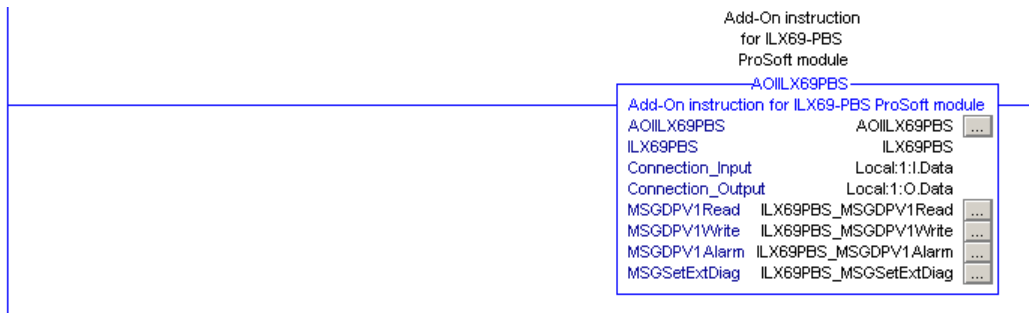 Add-On instruction
for ILX69-PBS
ProSoft module
AOIILX69PBS
Add-On instruction for ILX69-PBS ProSoft module
AOIILX69PBS AOIILX69PBS ...
ILX69PBS ILX69PBS
Connection_Input Local:1:I.Data
Connection_Output Local:1:O.Data
MSGDPV1Read ILX69PBS_MSGDPV1Read ...
MSGDPV1Write ILX69PBS_MSGDPV1Write ...
MSGDPV1Alarm ILX69PBS_MSGDPV1Alarm ...
MSGSetExtDiag ILX69PBS_MSGSetExtDiag ...